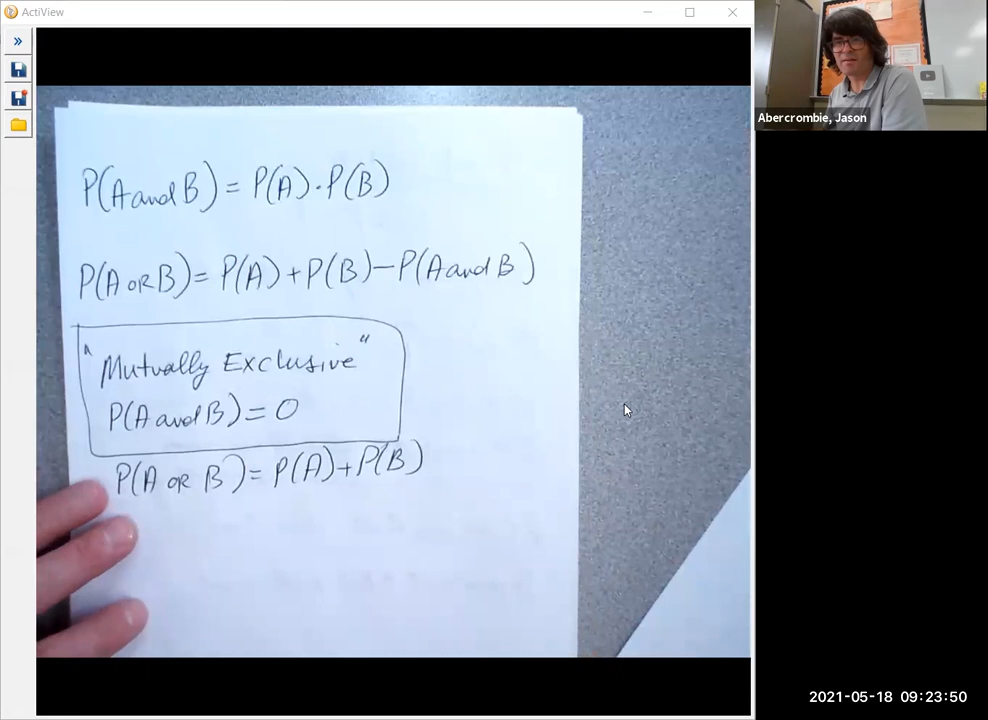 ActiView
P(A and B) = P(A) · P(B)
P(A OR B) = P(A) + P(B) − P(A and B)
"Mutually Exclusive"
P(A and B) = 0
P(A OR B) = P(A) + P(B)
Abercrombie, Jason
2021-05-18 09:23:50